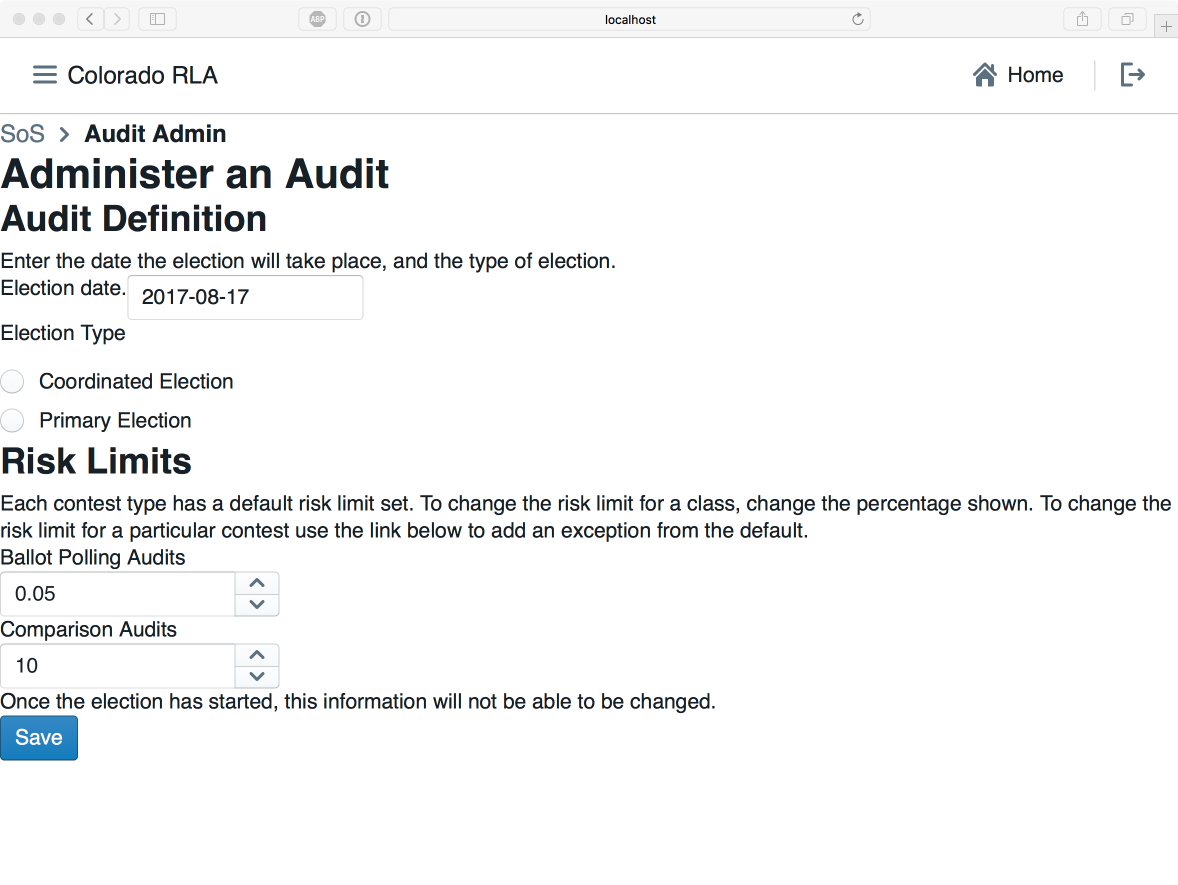 ABP localhost
Colorado RLA Home
SoS > Audit Admin
Administer an Audit
Audit Definition
Enter the date the election will take place, and the type of election.
Election date. 2017-08-17
Election Type
Coordinated Election
Primary Election
Risk Limits
Each contest type has a default risk limit set. To change the risk limit for a class, change the percentage shown. To change the
risk limit for a particular contest use the link below to add an exception from the default.
Ballot Polling Audits
0.05
Comparison Audits
10
Once the election has started, this information will not be able to be changed.
Save